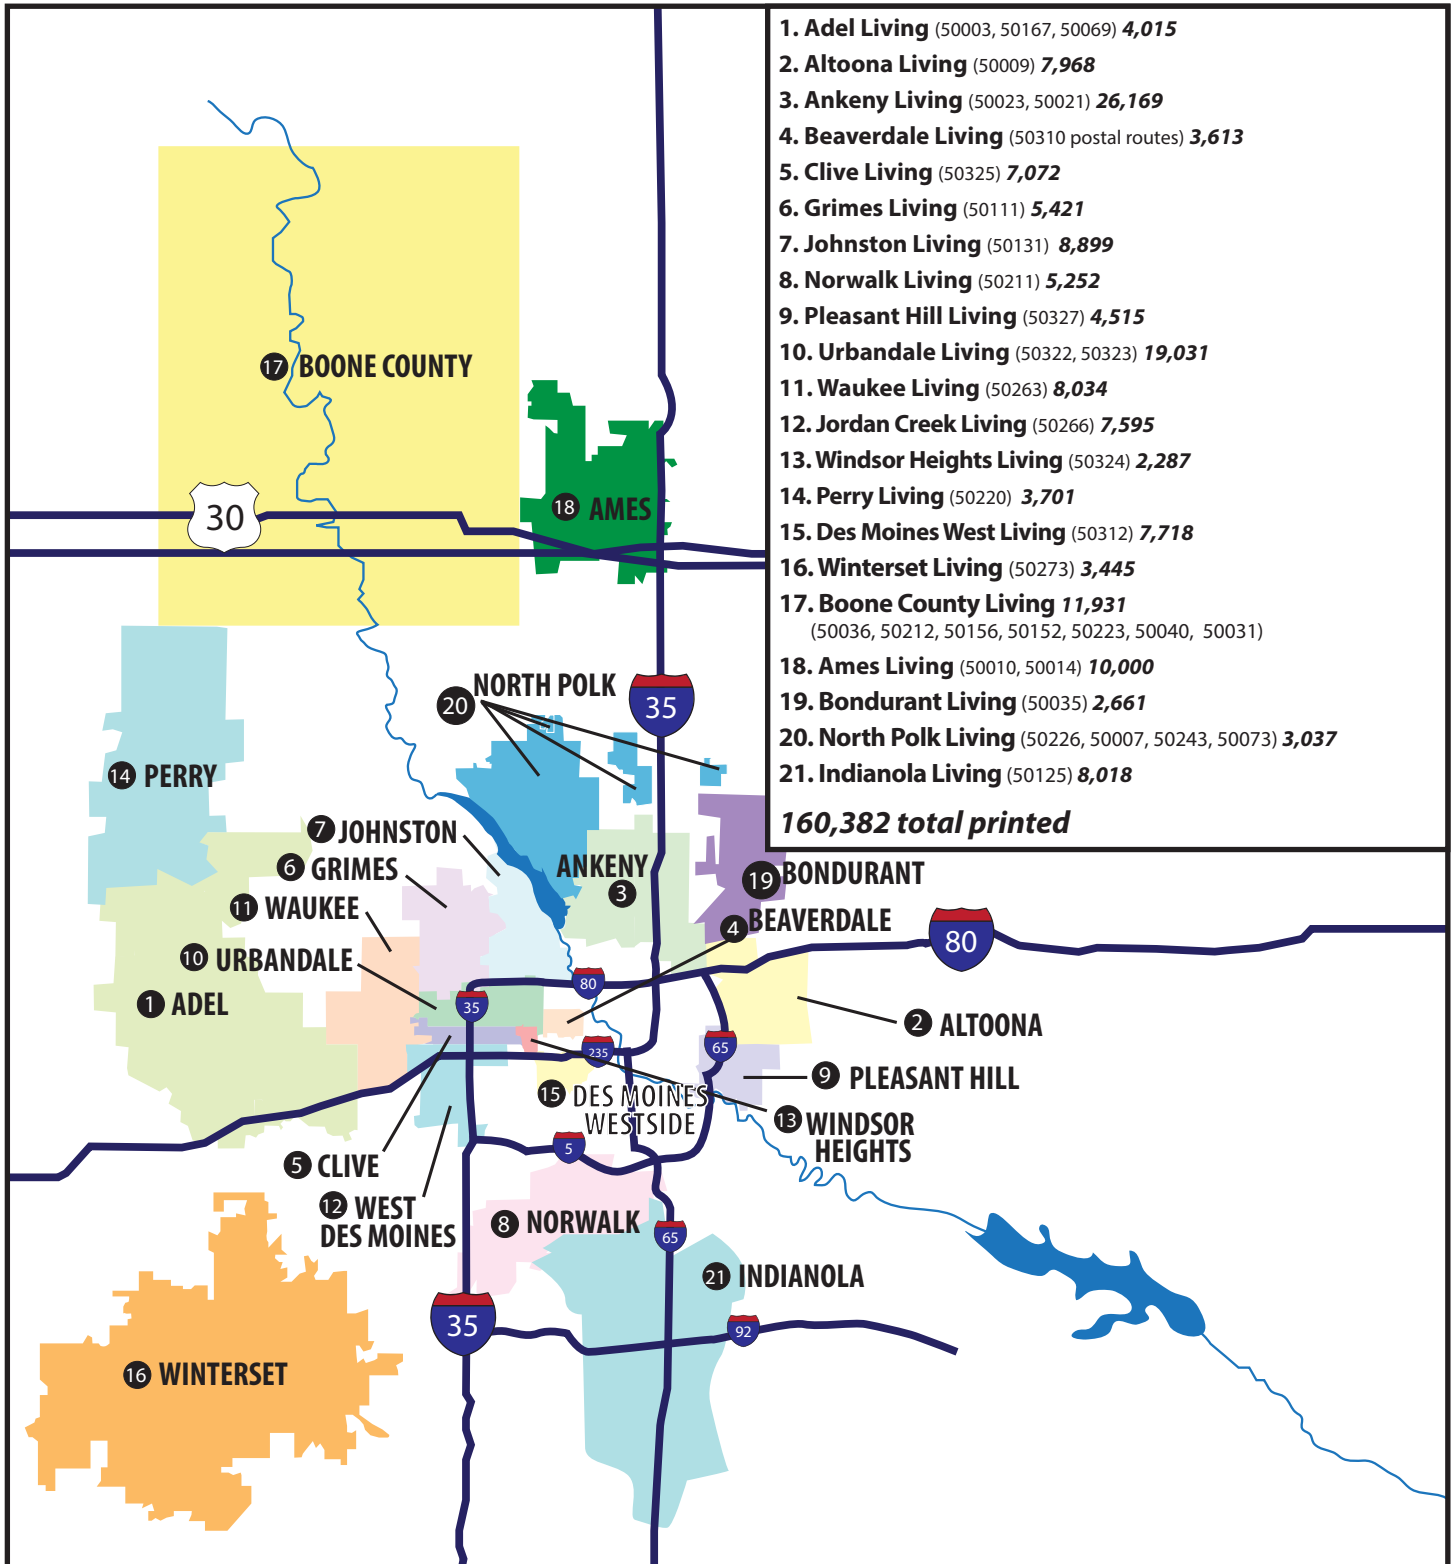 1. Adel Living (50003, 50167, 50069) 4,015
2. Altoona Living (50009) 7,968
3. Ankeny Living (50023, 50021) 26,169
4. Beaverdale Living (50310 postal routes) 3,613
5. Clive Living (50325) 7,072
6. Grimes Living (50111) 5,421
7. Johnston Living (50131) 8,899
8. Norwalk Living (50211) 5,252
9. Pleasant Hill Living (50327) 4,515
10. Urbandale Living (50322, 50323) 19,031
11. Waukee Living (50263) 8,034
12. Jordan Creek Living (50266) 7,595
13. Windsor Heights Living (50324) 2,287
14. Perry Living (50220) 3,701
15. Des Moines West Living (50312) 7,718
16. Winterset Living (50273) 3,445
17. Boone County Living 11,931
(50036, 50212, 50156, 50152, 50223, 50040, 50031)
18. Ames Living (50010, 50014) 10,000
19. Bondurant Living (50035) 2,661
20. North Polk Living (50226, 50007, 50243, 50073) 3,037
21. Indianola Living (50125) 8,018
160,382 total printed
17 BOONE COUNTY
18 AMES
30
20 NORTH POLK
35
14 PERRY
7 JOHNSTON
6 GRIMES
ANKENY
3
19 BONDURANT
11 WAUKEE
4 BEAVERDALE
80
10 URBANDALE
80
1 ADEL
35
2 ALTOONA
235
65
9 PLEASANT HILL
15 DES MOINES
WESTSIDE
13 WINDSOR
HEIGHTS
5
5 CLIVE
12 WEST
DES MOINES
8 NORWALK
65
21 INDIANOLA
35
92
16 WINTERSET